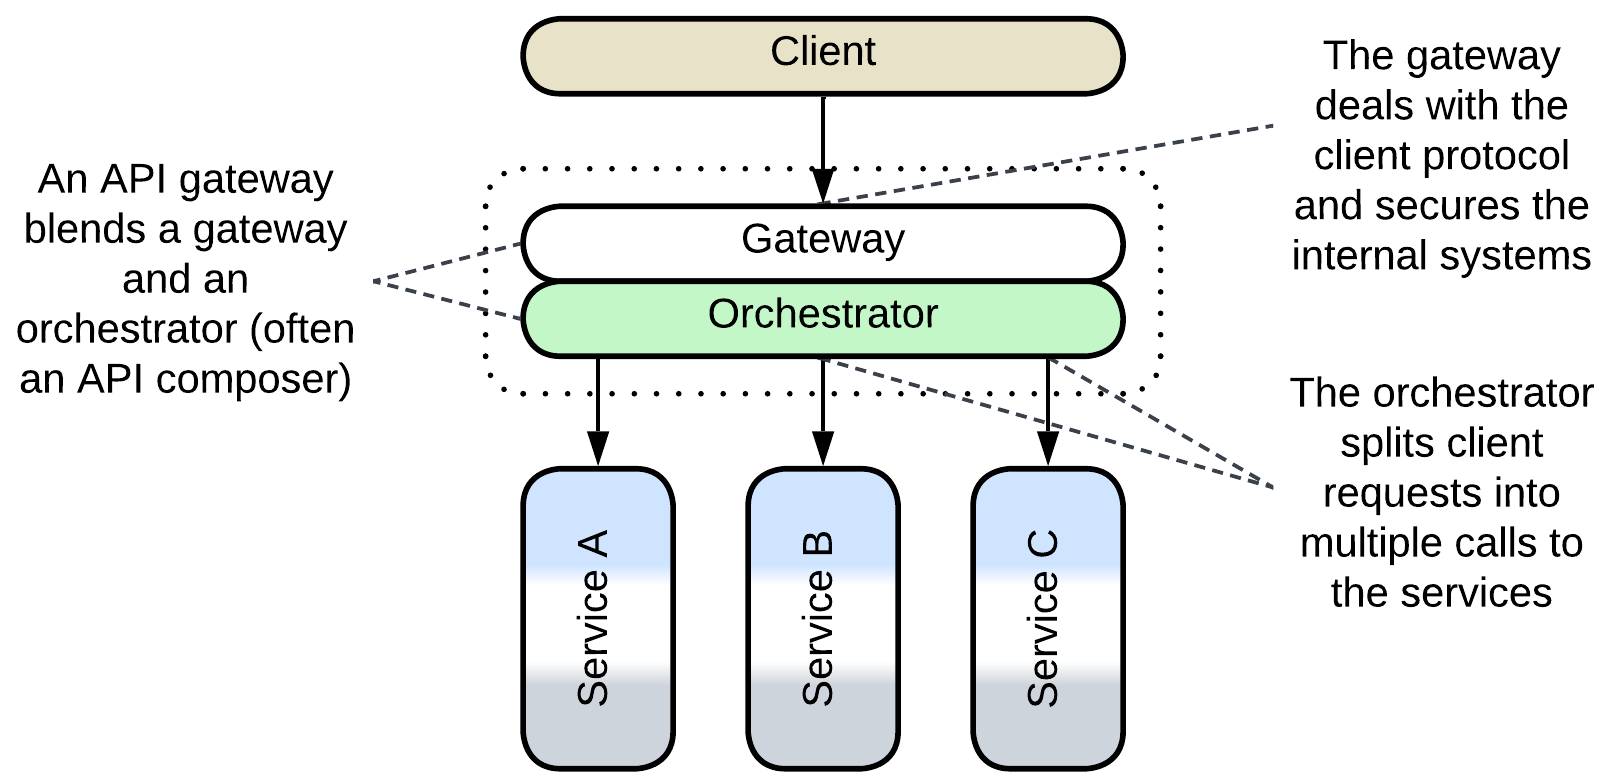 Client
The gateway
deals with the
client protocol
and secures the
internal systems
An API gateway
blends a gateway
and an
orchestrator (often
an API composer)
Gateway
Orchestrator
The orchestrator
splits client
requests into
multiple calls to
the services
Service A
Service B
Service C